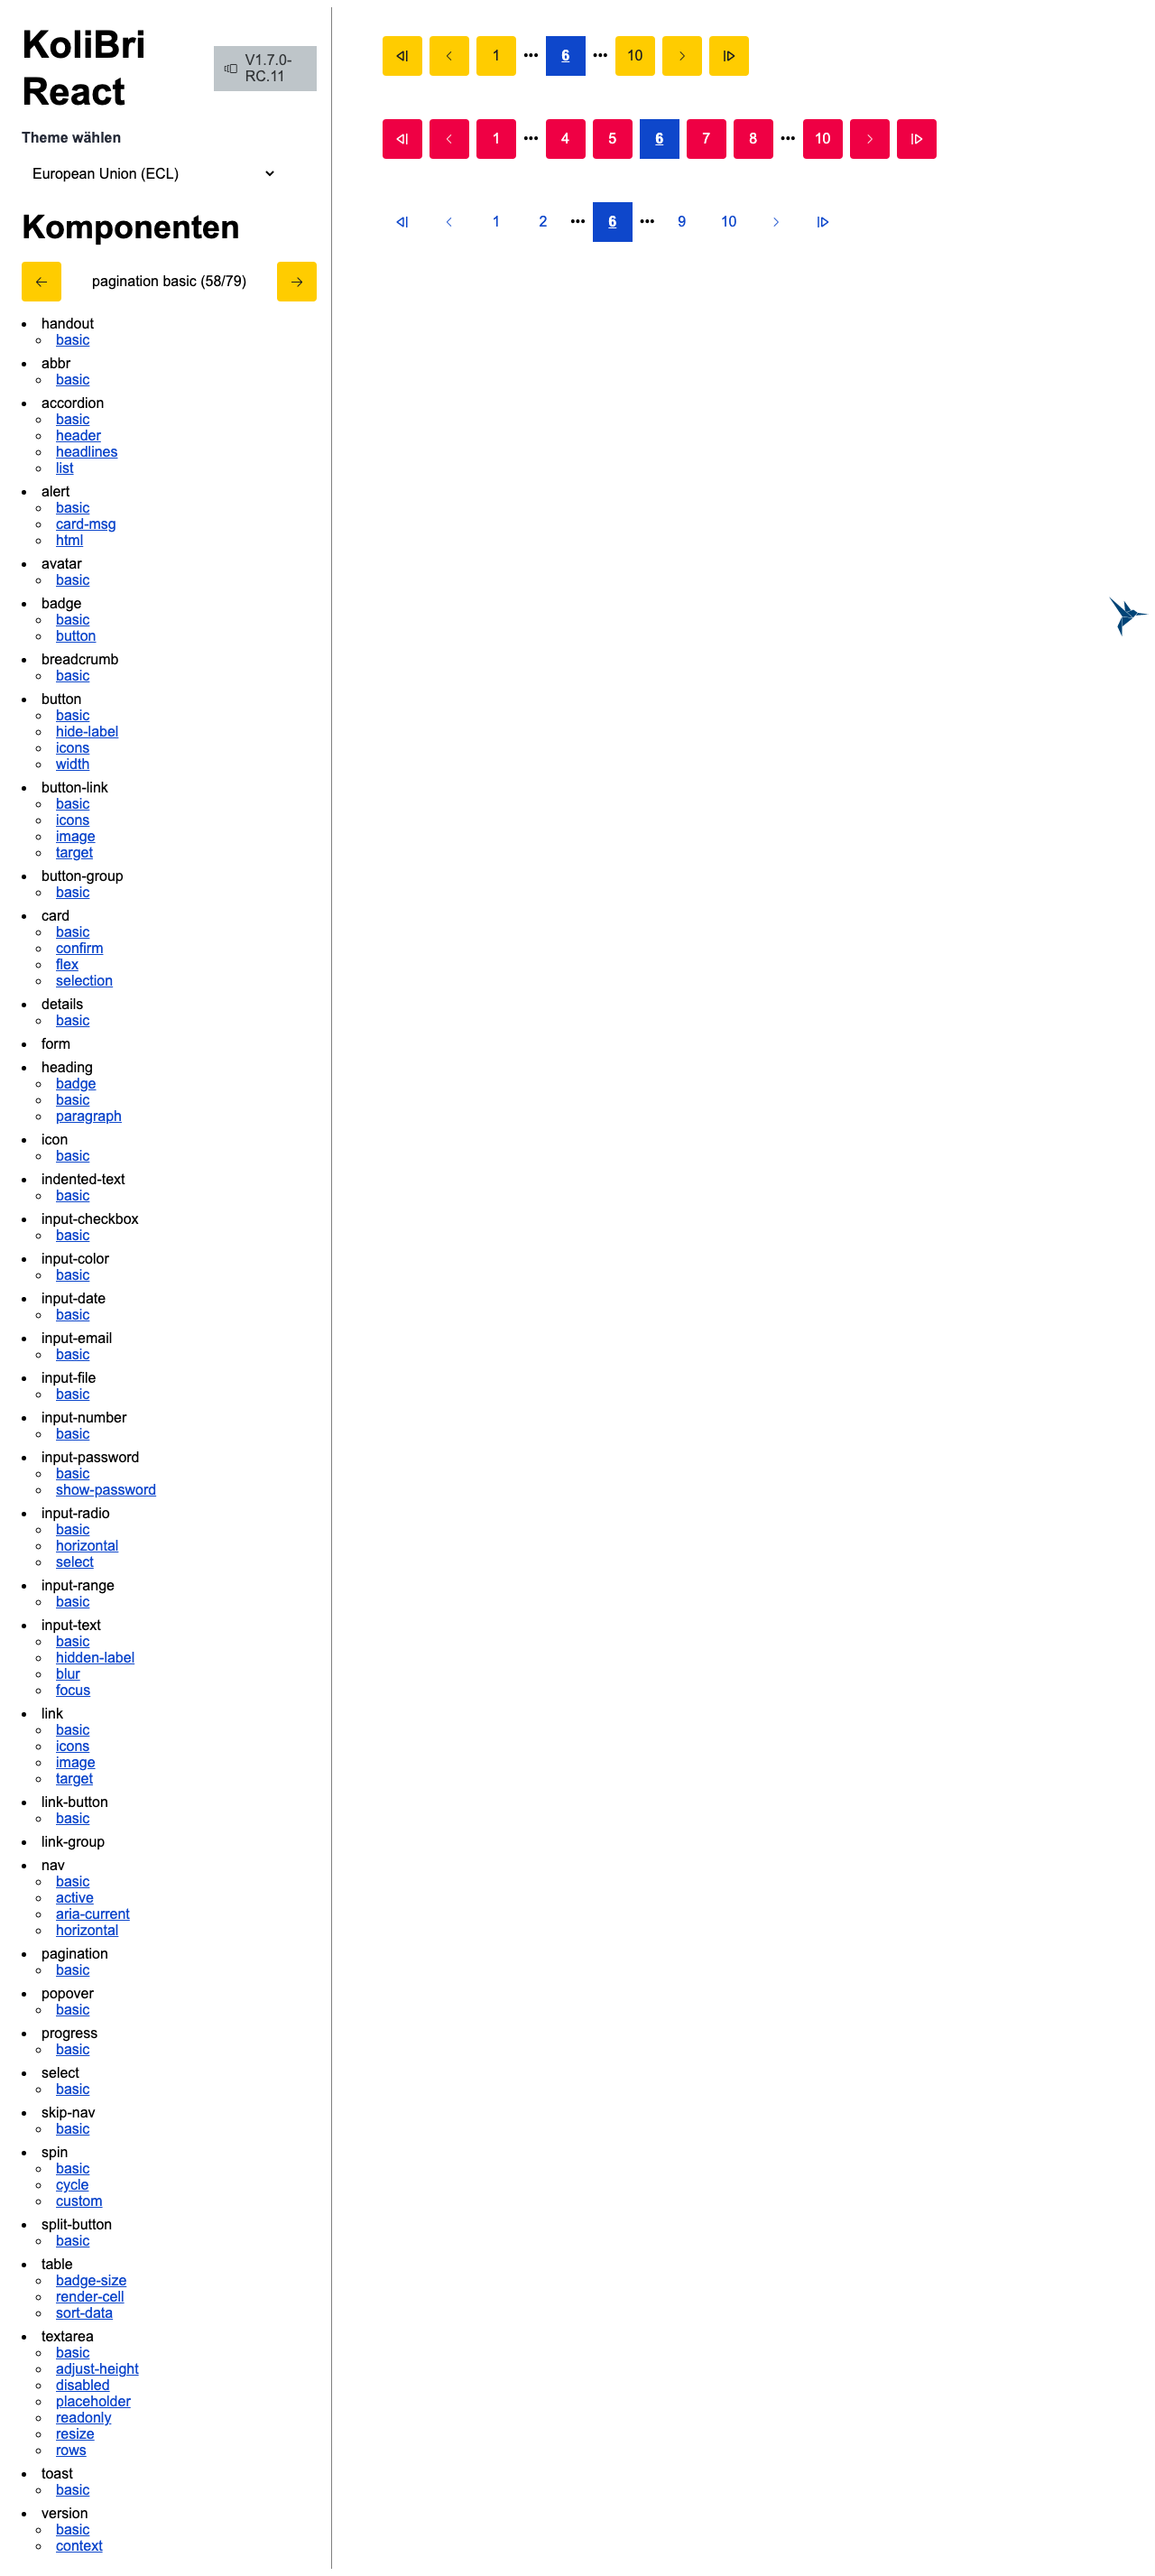 KoliBri
React
V1.7.0-
RC.11
Theme wählen
European Union (ECL)
Komponenten
pagination basic (58/79)
handout
basic
abbr
basic
accordion
basic
header
headlines
list
alert
basic
card-msg
html
avatar
basic
badge
basic
button
breadcrumb
basic
button
basic
hide-label
icons
width
button-link
basic
icons
image
target
button-group
basic
card
basic
confirm
flex
selection
details
basic
form
heading
badge
basic
paragraph
icon
basic
indented-text
basic
input-checkbox
basic
input-color
basic
input-date
basic
input-email
basic
input-file
basic
input-number
basic
input-password
basic
show-password
input-radio
basic
horizontal
select
input-range
basic
input-text
basic
hidden-label
blur
focus
link
basic
icons
image
target
link-button
basic
link-group
nav
basic
active
aria-current
horizontal
pagination
basic
popover
basic
progress
basic
select
basic
skip-nav
basic
spin
basic
cycle
custom
split-button
basic
table
badge-size
render-cell
sort-data
textarea
basic
adjust-height
disabled
placeholder
readonly
resize
rows
toast
basic
version
basic
context
1 ••• 6 ••• 10
1 ••• 4 5 6 7 8 ••• 10
1 2 ••• 6 ••• 9 10